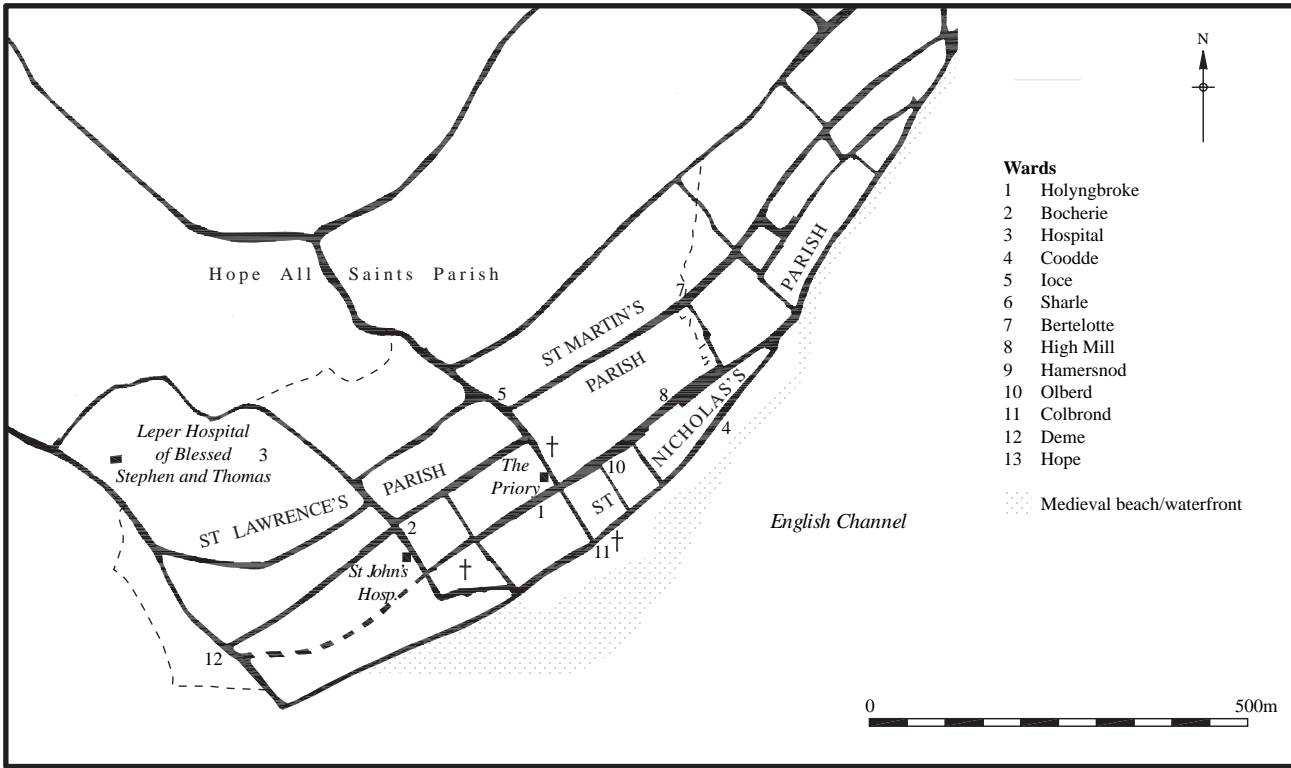 N
Wards
1 Holyngbroke
2 Bocherie
3 Hospital
4 Coodde
5 Ioce
6 Sharle
7 Bertelotte
8 High Mill
9 Hamersnod
10 Olberd
11 Colbrond
12 Deme
13 Hope
Medieval beach/waterfront
Hope All Saints Parish
PARISH
7
ST MARTIN'S
PARISH
5
8
NICHOLAS'S
4
Leper Hospital
of Blessed
Stephen and Thomas
3
The
Priory
10
PARISH
ST LAWRENCE'S
ST
1
2
11
English Channel
St John's
Hosp.
12
0 500m